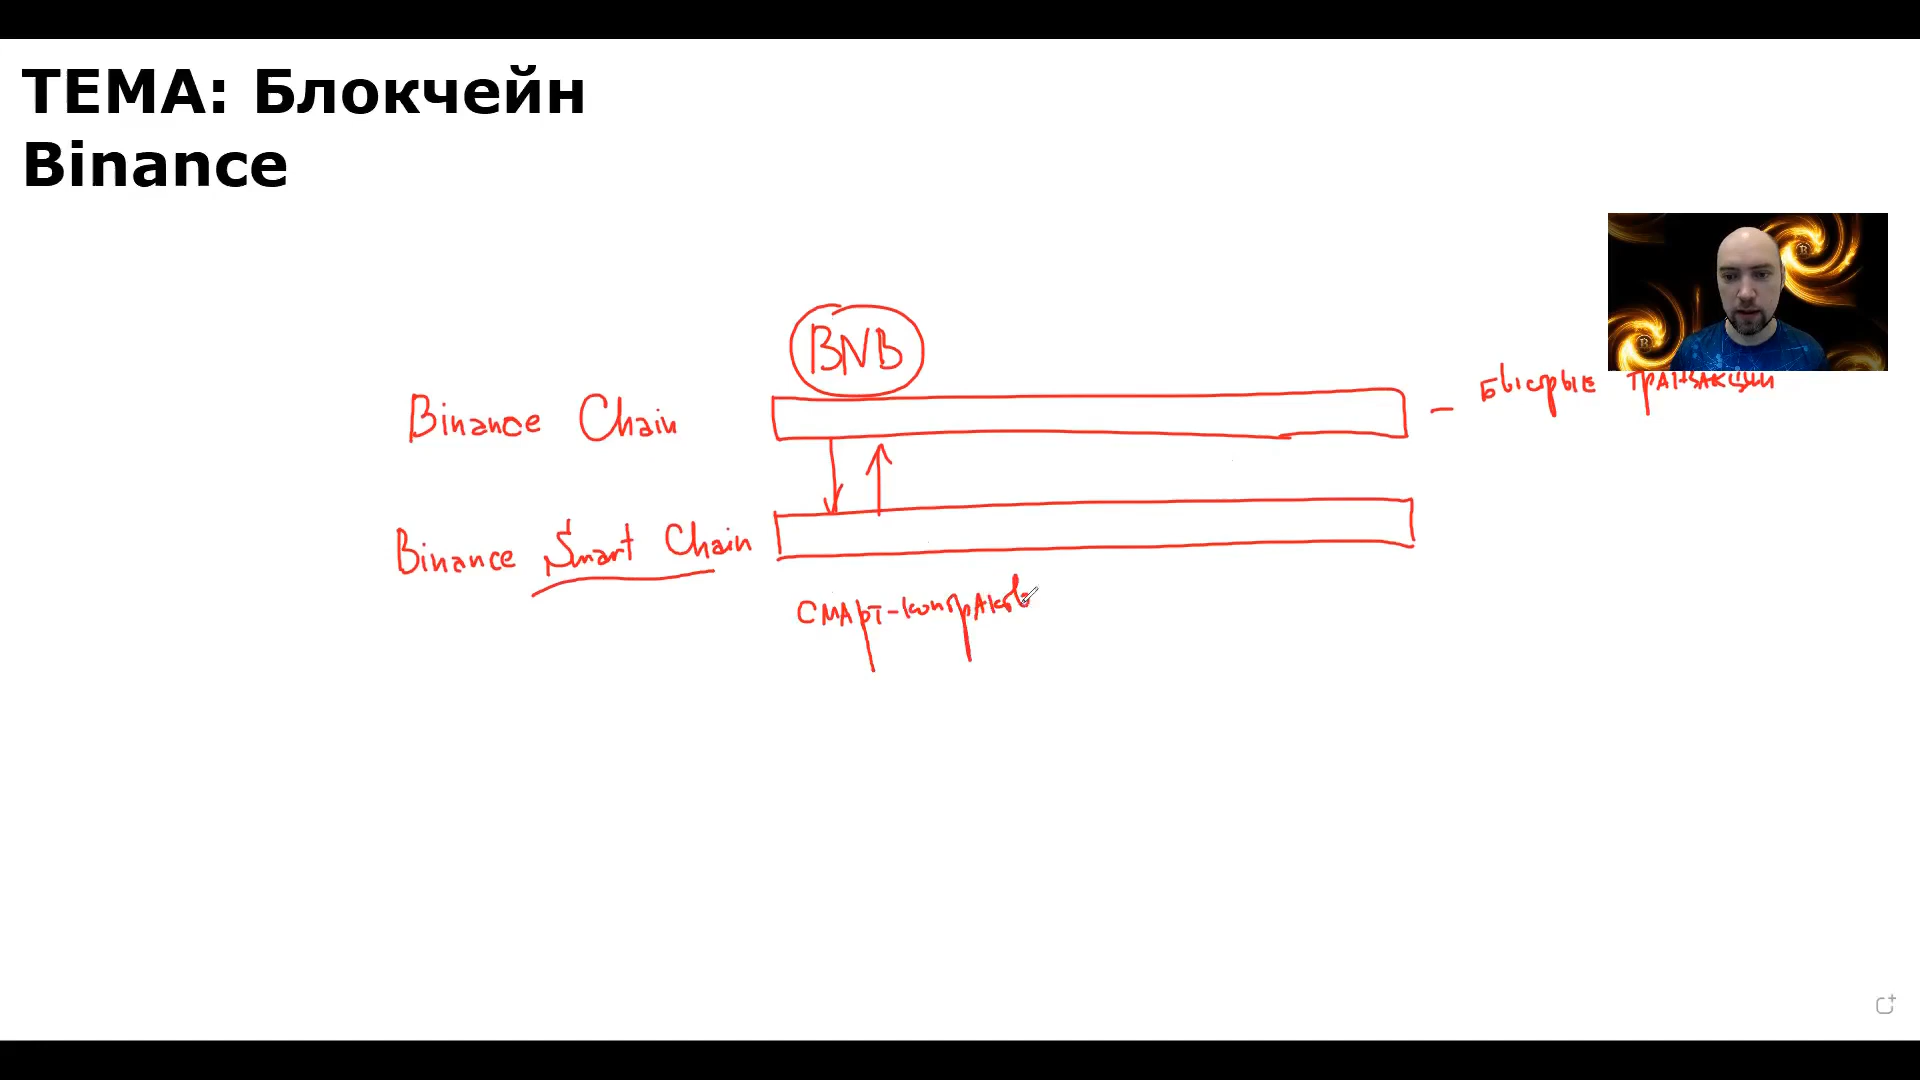 ТЕМА: Блокчейн
Binance
BNB
Binance Chain
– Быстрые транзакции
Binance Smart Chain
смарт-контракты